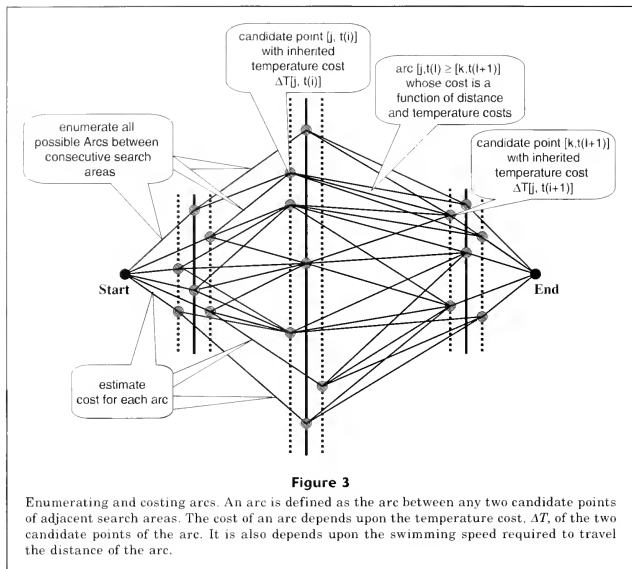 candidate point [j, t(i)]
with inherited
temperature cost
ΔT[j, t(i)]
arc [j,t(I) ≥ [k,t(I+1)]
whose cost is a
function of distance
and temperature costs
enumerate all
possible Arcs between
consecutive search
areas
candidate point [k,t(I+1)]
with inherited
temperature cost
ΔT[j, t(i+1)]
Start
End
estimate
cost for each arc
Figure 3
Enumerating and costing arcs. An arc is defined as the arc between any two candidate points
of adjacent search areas. The cost of an arc depends upon the temperature cost, ΔT, of the two
candidate points of the arc. It is also depends upon the swimming speed required to travel
the distance of the arc.